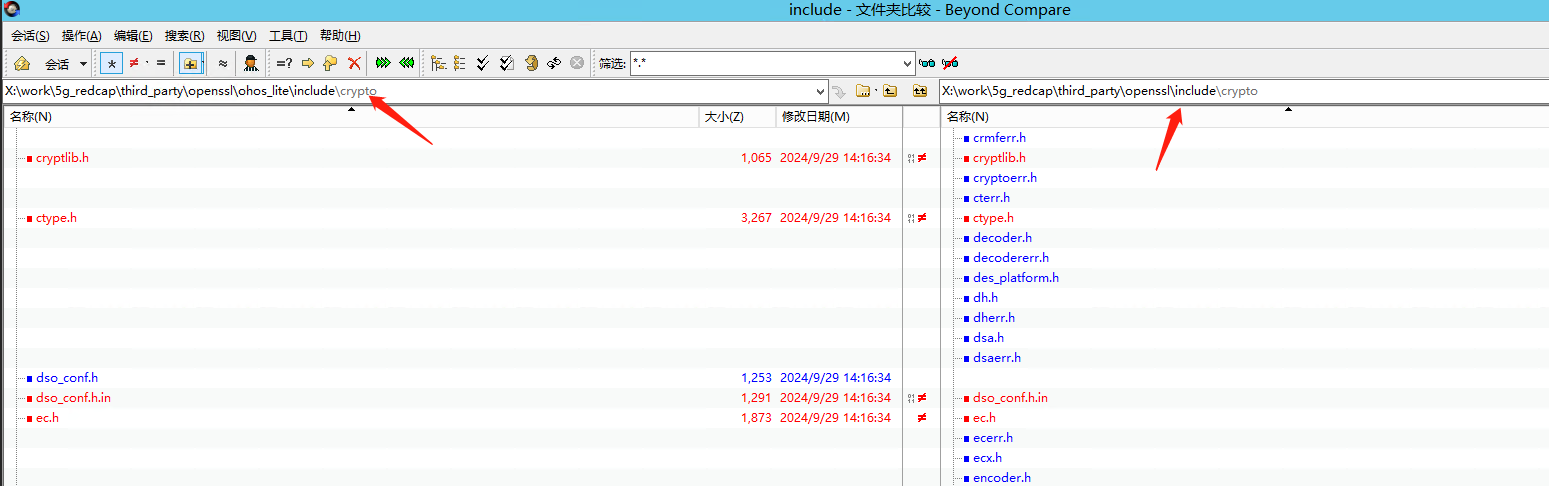 include - 文件夹比较 - Beyond Compare
会话(S) 操作(A) 编辑(E) 搜索(R) 视图(V) 工具(T) 帮助(H)
会话 * ≠ = ≈ =? 筛选: *.*
X:\work\5g_redcap\third_party\openssl\ohos_lite\include\crypto X:\work\5g_redcap\third_party\openssl\include\crypto
名称(N) 大小(Z) 修改日期(M) 名称(N)
crmferr.h
cryptlib.h 1,065 2024/9/29 14:16:34 ≠ cryptlib.h
cryptoerr.h
cterr.h
ctype.h 3,267 2024/9/29 14:16:34 ≠ ctype.h
decoder.h
decodererr.h
des_platform.h
dh.h
dherr.h
dsa.h
dsaerr.h
dso_conf.h 1,253 2024/9/29 14:16:34
dso_conf.h.in 1,291 2024/9/29 14:16:34 ≠ dso_conf.h.in
ec.h 1,873 2024/9/29 14:16:34 ≠ ec.h
ecerr.h
ecx.h
encoder.h